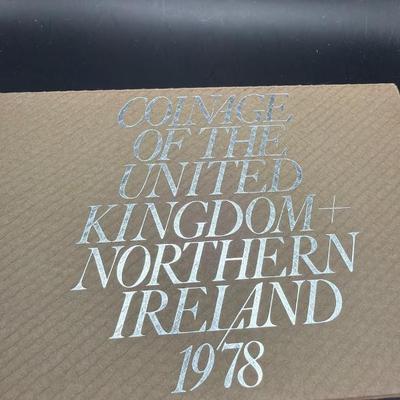 COINAGE
OF THE
UNITED
KINGDOM+
NORTHERN
IRELAND
1978